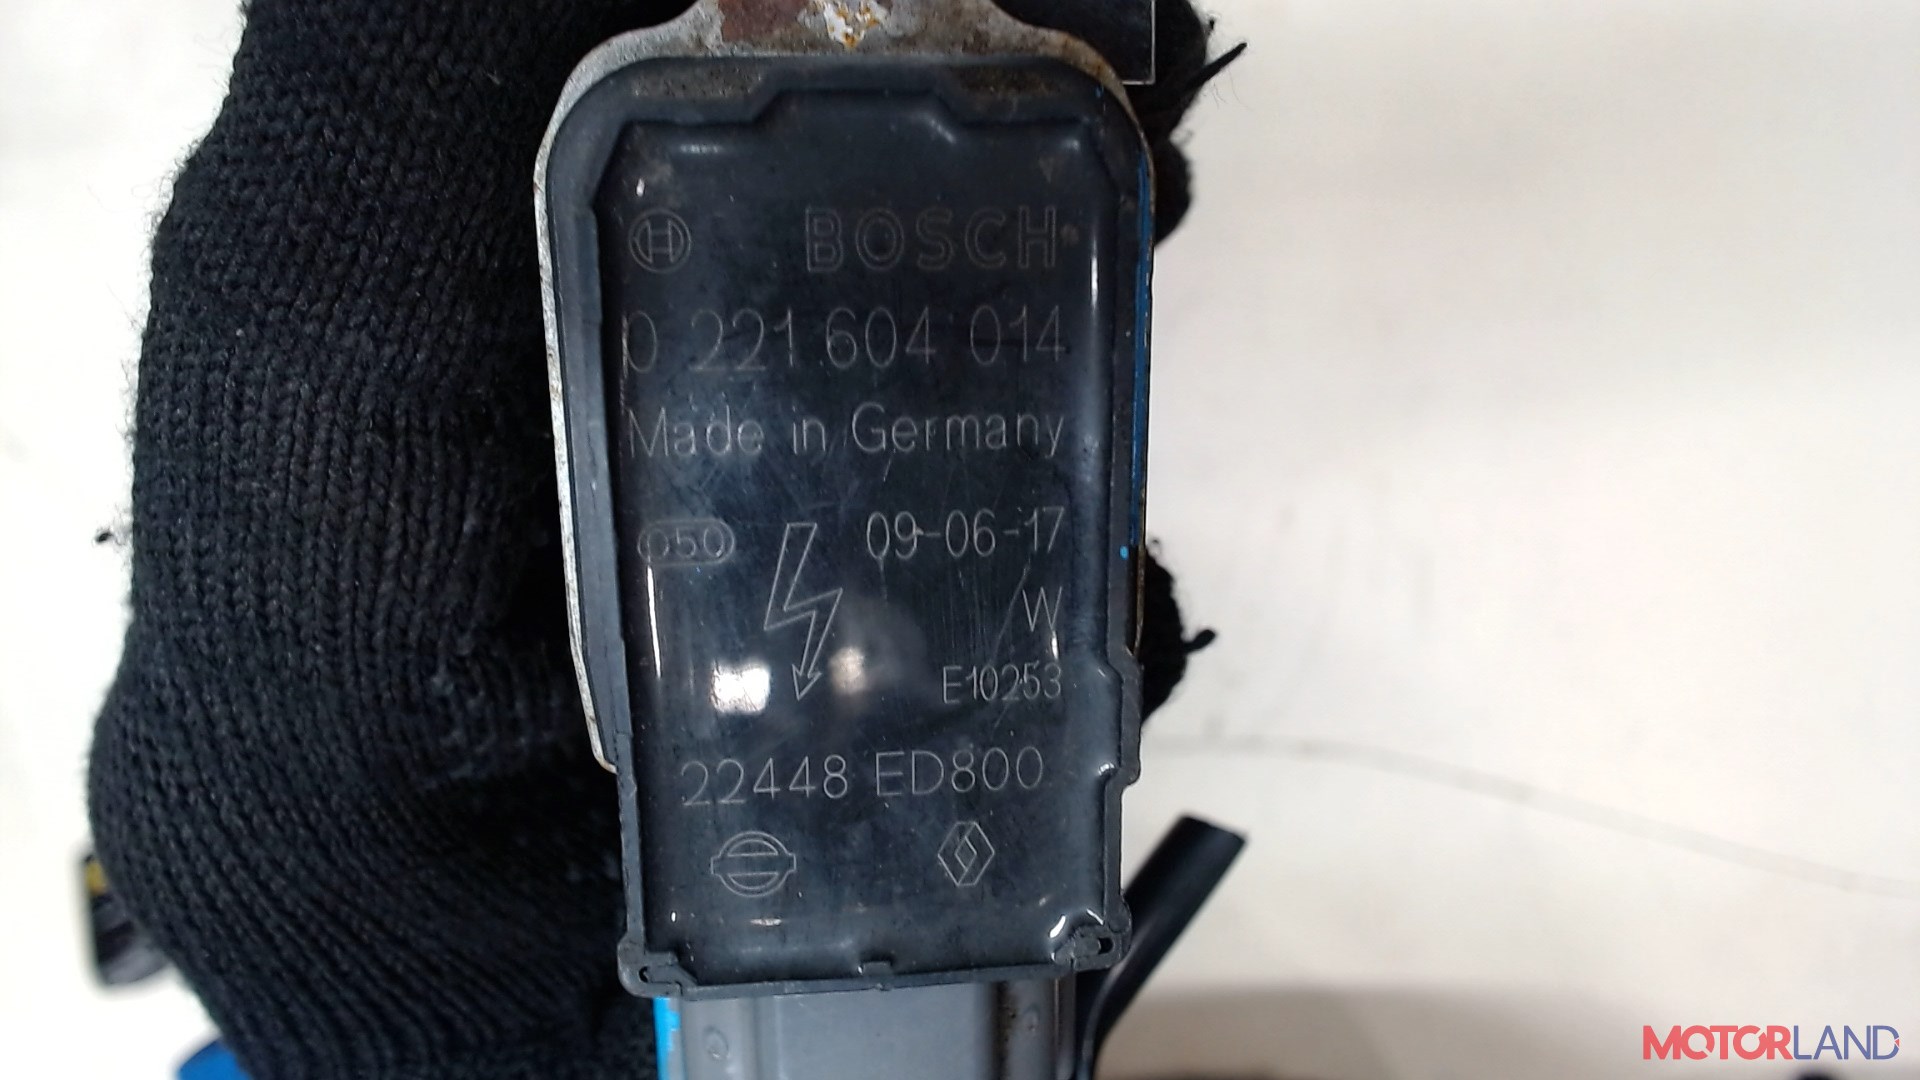 BOSCH
0 221 604 014
Made in Germany
050 09-06-17
W
E10253
22448 ED800
MOTORLAND